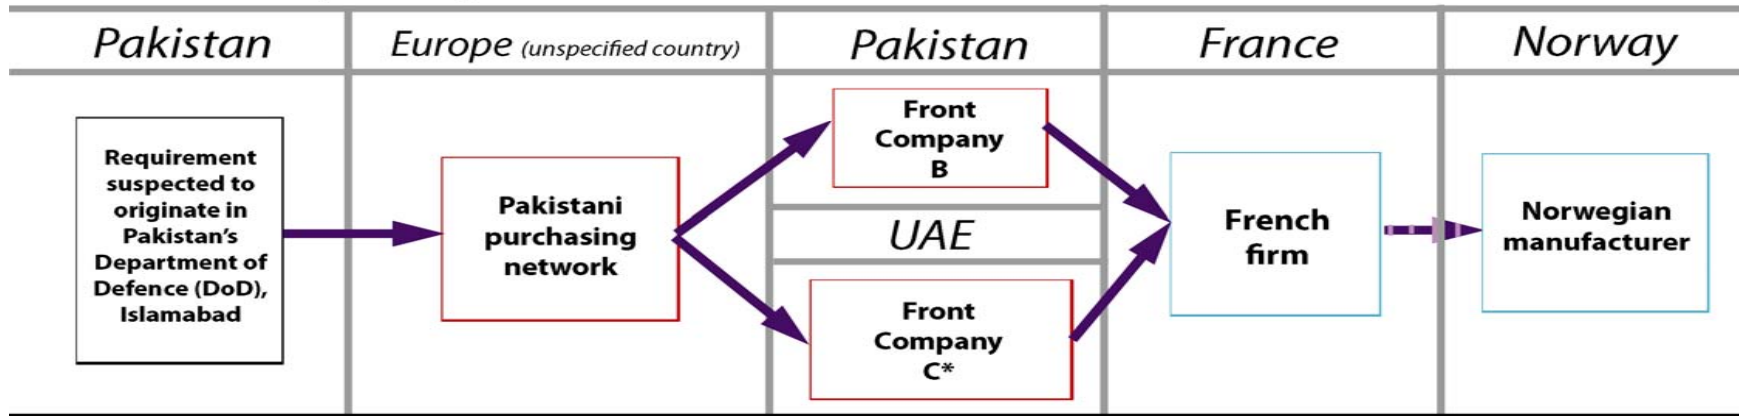 Pakistan
Europe (unspecified country)
Pakistan
France
Norway
Requirement
suspected to
originate in
Pakistan’s
Department of
Defence (DoD),
Islamabad
Pakistani
purchasing
network
Front
Company
B
UAE
Front
Company
C*
French
firm
Norwegian
manufacturer